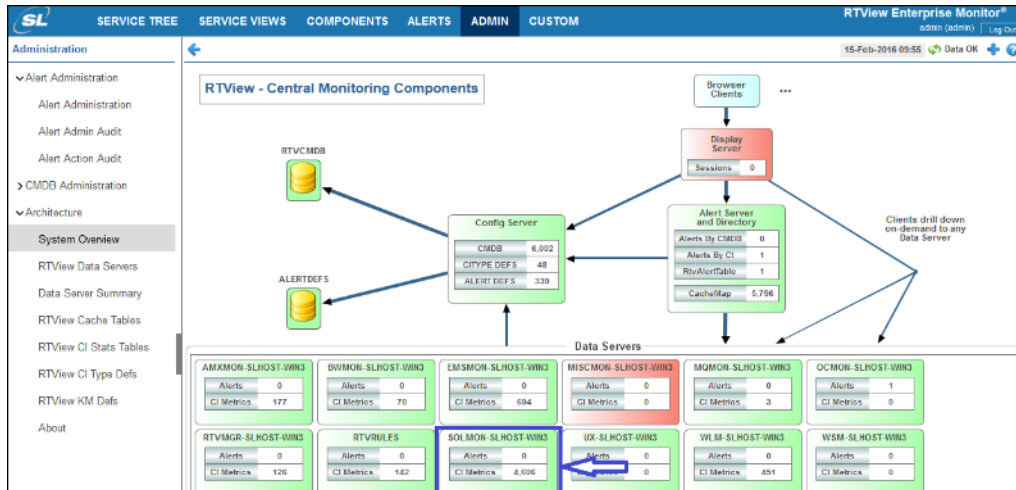 SL
SERVICE TREE SERVICE VIEWS COMPONENTS ALERTS ADMIN CUSTOM
RTView Enterprise Monitor®
admin (admin) Log Out
Administration
15-Feb-2016 09:55 Data OK
Alert Administration
Alert Administration
Alert Admin Audit
Alert Action Audit
CMDB Administration
Architecture
System Overview
RTView Data Servers
Data Server Summary
RTView Cache Tables
RTView CI Stats Tables
RTView CI Type Defs
RTView KM Defs
About
RTView - Central Monitoring Components
Browser
Clients
...
Display
Server
Sessions 0
RTVCMDB
Config Server
CMDB 6,002
CITYPE DEFS 48
ALERT DEFS 339
Alert Server
and Directory
Alerts By CMDB 0
Alerts By CI 1
RtvAlertTable 1
CacheMap 5,756
Clients drill down
on-demand to any
Data Server
ALERTDEFS
Data Servers
AMXMON-SLHOST-WIN3
Alerts 0
CI Metrics 177
BWMON-SLHOST-WIN3
Alerts 0
CI Metrics 70
EMSMON-SLHOST-WIN3
Alerts 0
CI Metrics 694
MISCMON-SLHOST-WIN3
Alerts 0
CI Metrics 0
MQMON-SLHOST-WIN3
Alerts 0
CI Metrics 3
OCMON-SLHOST-WIN3
Alerts 1
CI Metrics 0
RTVMGR-SLHOST-WIN3
Alerts 0
CI Metrics 126
RTVRULES
Alerts 0
CI Metrics 142
SOLMON-SLHOST-WIN3
Alerts 0
CI Metrics 4,606
UX-SLHOST-WIN3
Alerts 0
0
WLM-SLHOST-WIN3
Alerts 0
CI Metrics 451
WSM-SLHOST-WIN3
Alerts 0
CI Metrics 0